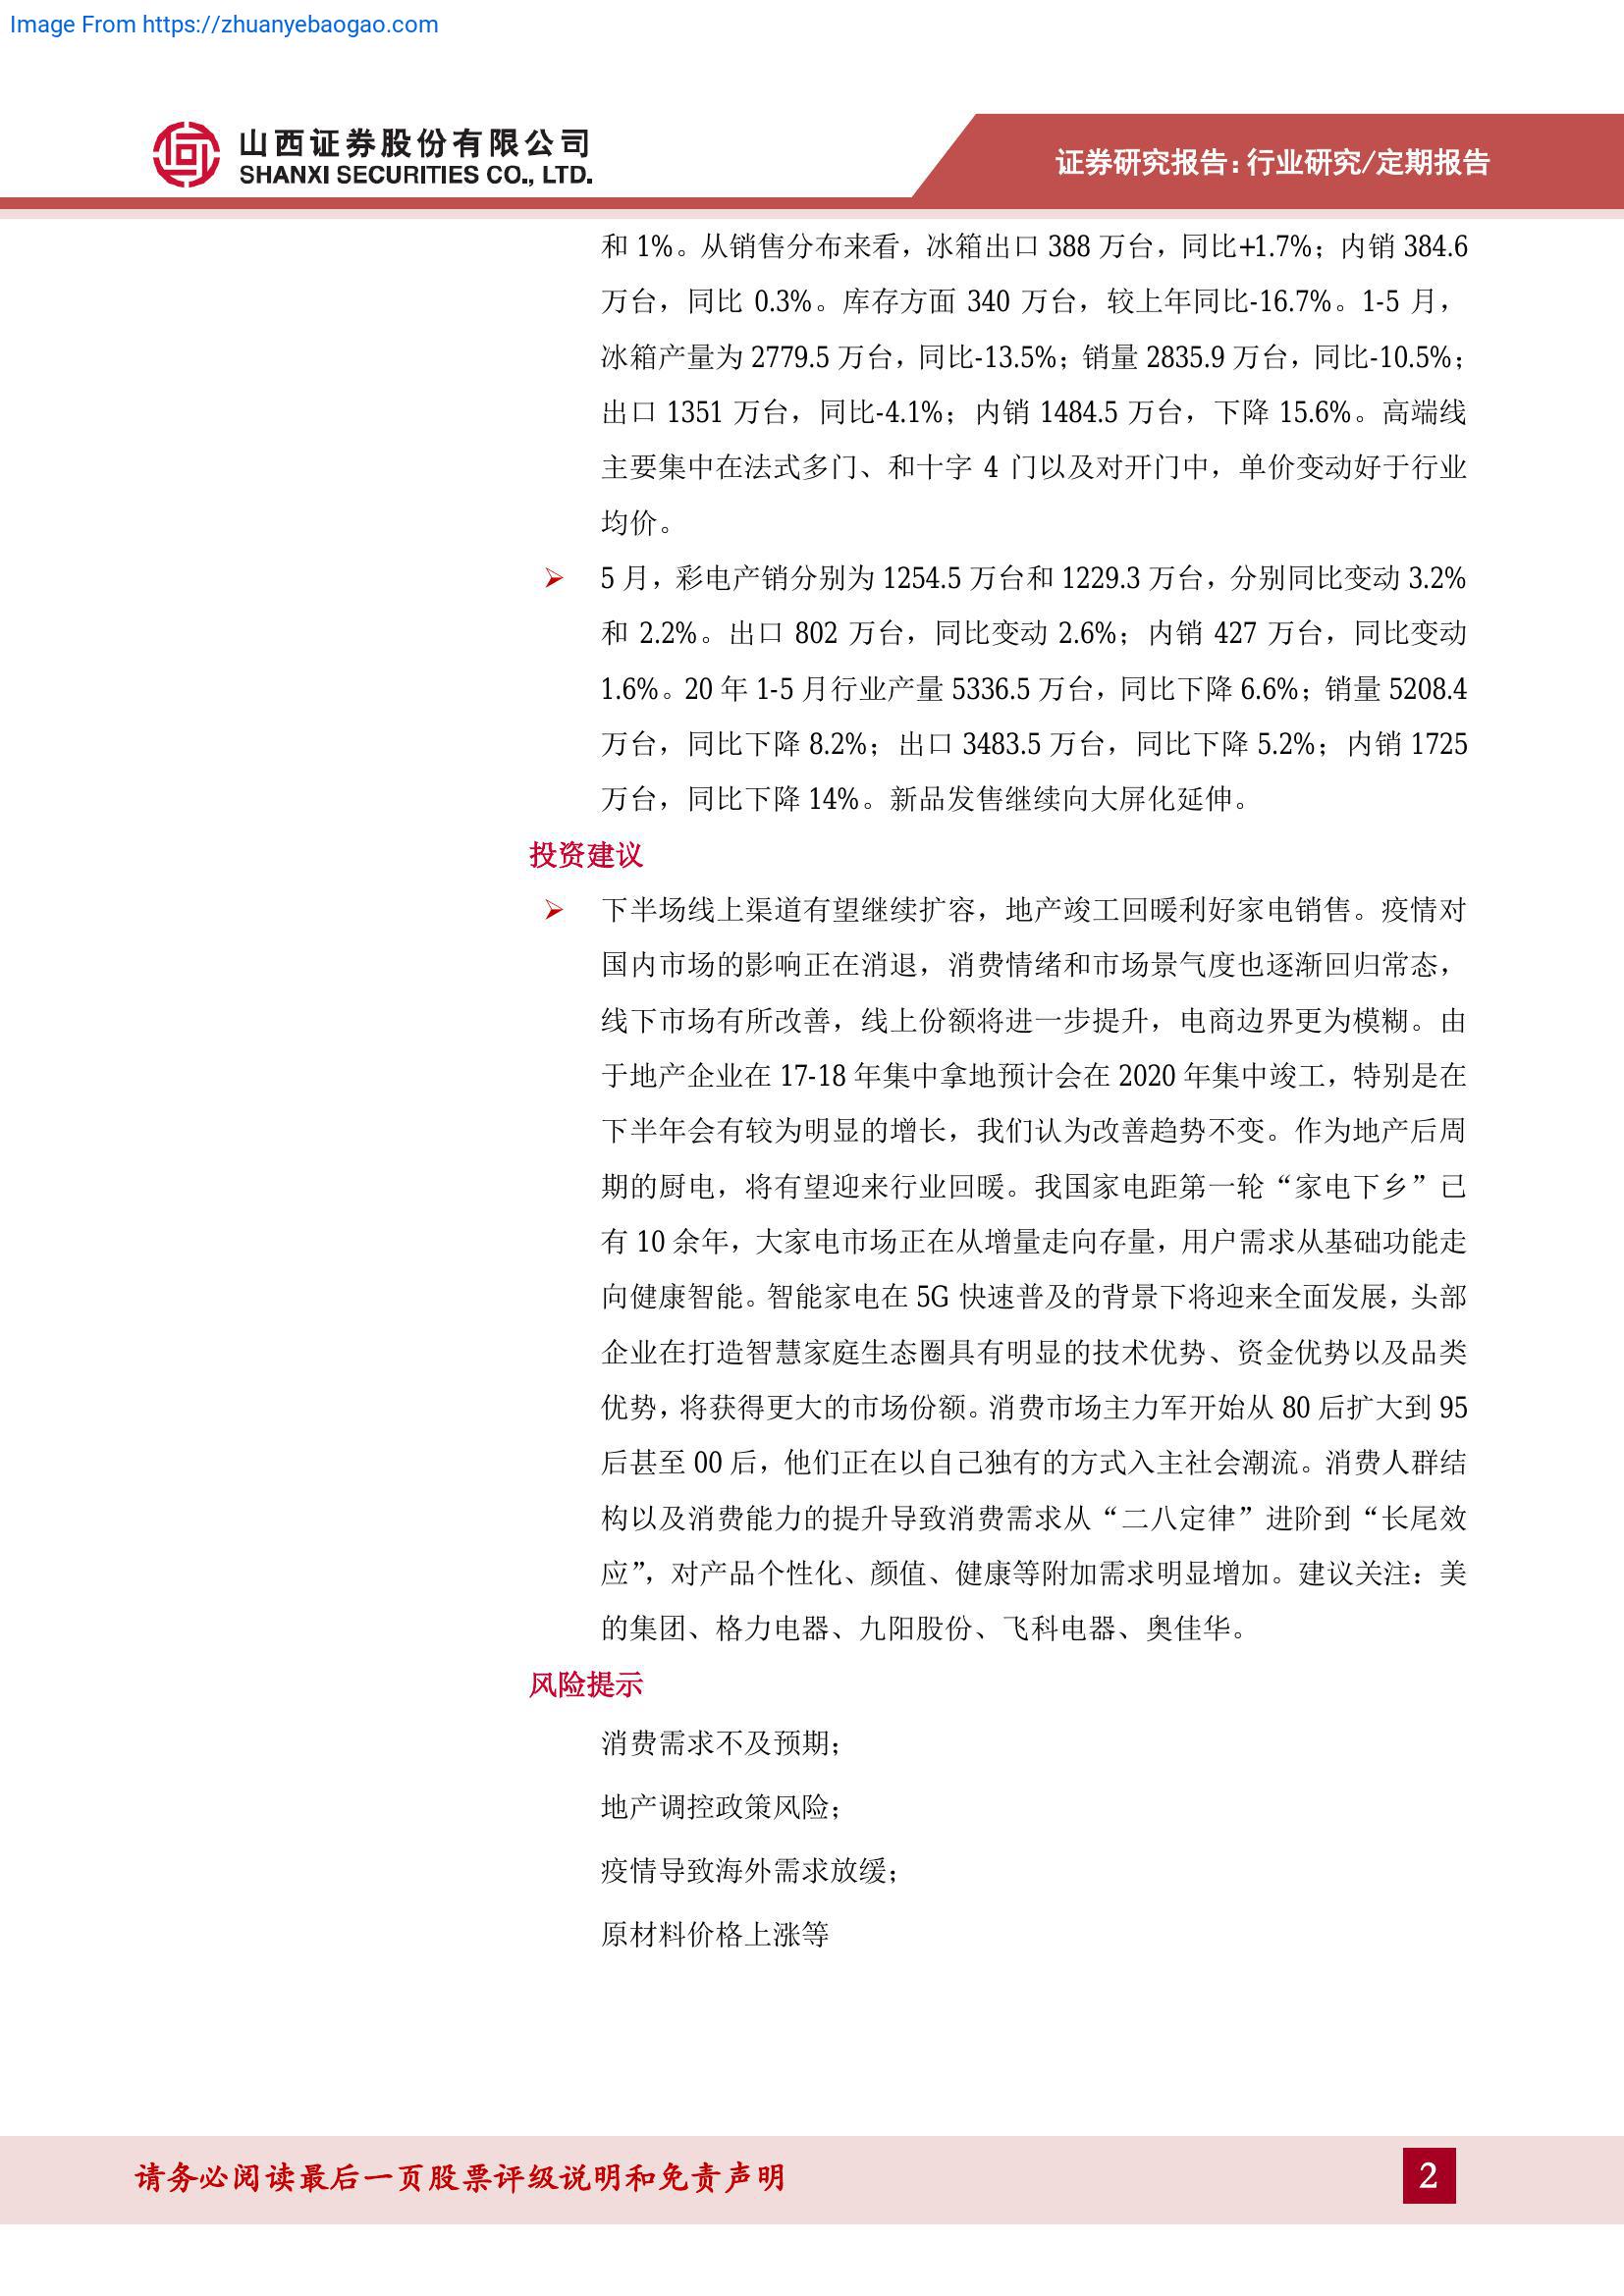 Image From https://zhuanyebaogao.com
山西证券股份有限公司
SHANXI SECURITIES CO., LTD.
证券研究报告：行业研究/定期报告
和 1%。从销售分布来看，冰箱出口 388 万台，同比+1.7%；内销 384.6
万台，同比 0.3%。库存方面 340 万台，较上年同比-16.7%。1-5 月，
冰箱产量为 2779.5 万台，同比-13.5%；销量 2835.9 万台，同比-10.5%；
出口 1351 万台，同比-4.1%；内销 1484.5 万台，下降 15.6%。高端线
主要集中在法式多门、和十字 4 门以及对开门中，单价变动好于行业
均价。
➢ 5 月，彩电产销分别为 1254.5 万台和 1229.3 万台，分别同比变动 3.2%
和 2.2%。出口 802 万台，同比变动 2.6%；内销 427 万台，同比变动
1.6%。20 年 1-5 月行业产量 5336.5 万台，同比下降 6.6%；销量 5208.4
万台，同比下降 8.2%；出口 3483.5 万台，同比下降 5.2%；内销 1725
万台，同比下降 14%。新品发售继续向大屏化延伸。
投资建议
➢ 下半场线上渠道有望继续扩容，地产竣工回暖利好家电销售。疫情对
国内市场的影响正在消退，消费情绪和市场景气度也逐渐回归常态，
线下市场有所改善，线上份额将进一步提升，电商边界更为模糊。由
于地产企业在 17-18 年集中拿地预计会在 2020 年集中竣工，特别是在
下半年会有较为明显的增长，我们认为改善趋势不变。作为地产后周
期的厨电，将有望迎来行业回暖。我国家电距第一轮“家电下乡”已
有 10 余年，大家电市场正在从增量走向存量，用户需求从基础功能走
向健康智能。智能家电在 5G 快速普及的背景下将迎来全面发展，头部
企业在打造智慧家庭生态圈具有明显的技术优势、资金优势以及品类
优势，将获得更大的市场份额。消费市场主力军开始从 80 后扩大到 95
后甚至 00 后，他们正在以自己独有的方式入主社会潮流。消费人群结
构以及消费能力的提升导致消费需求从“二八定律”进阶到“长尾效
应”，对产品个性化、颜值、健康等附加需求明显增加。建议关注：美
的集团、格力电器、九阳股份、飞科电器、奥佳华。
风险提示
消费需求不及预期；
地产调控政策风险；
疫情导致海外需求放缓；
原材料价格上涨等
请务必阅读最后一页股票评级说明和免责声明
2